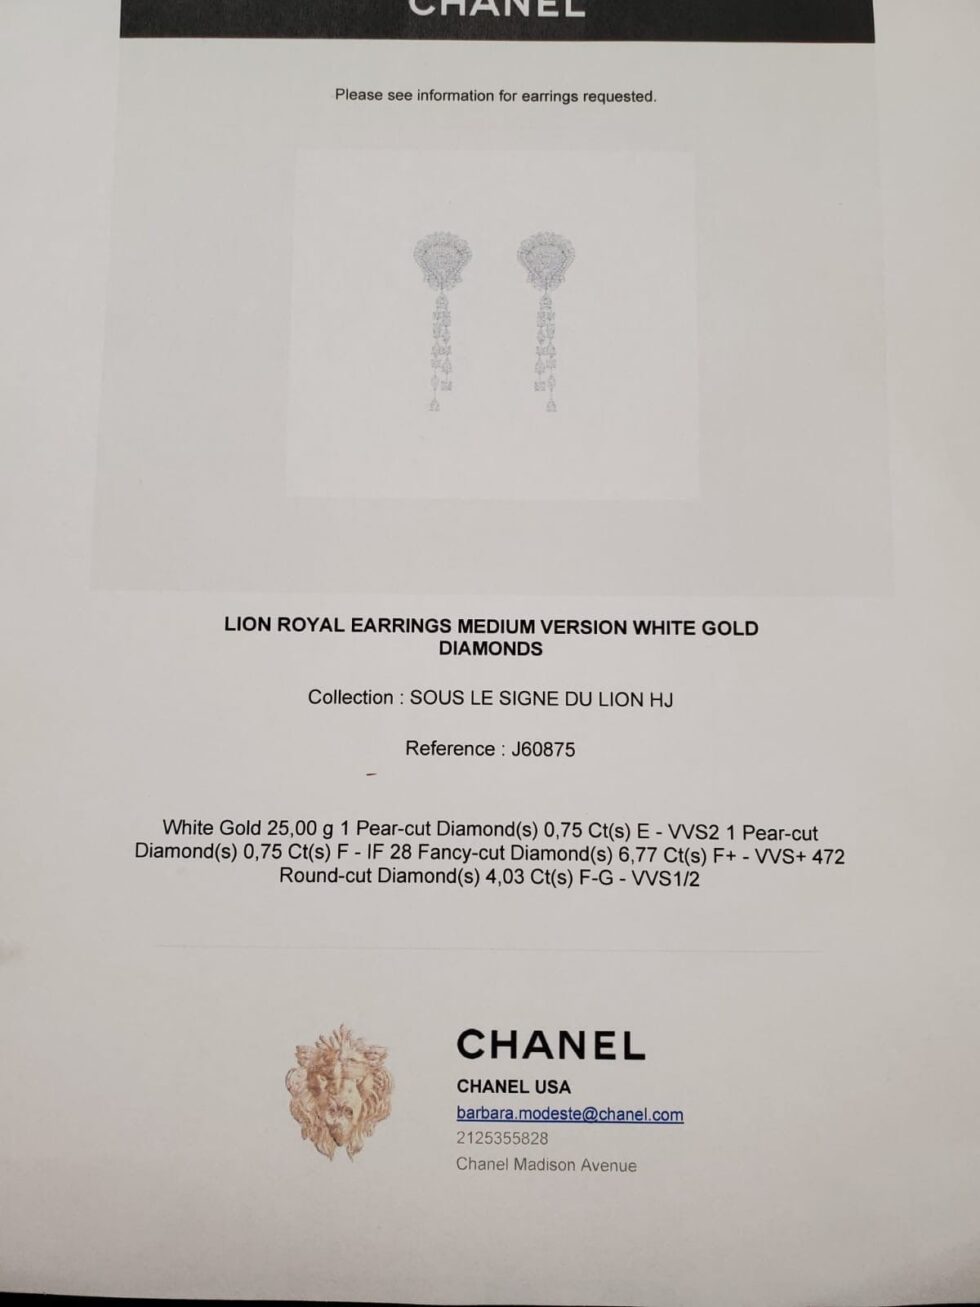 CHANEL
Please see information for earrings requested.
LION ROYAL EARRINGS MEDIUM VERSION WHITE GOLD
DIAMONDS
Collection : SOUS LE SIGNE DU LION HJ
Reference : J60875
White Gold 25,00 g 1 Pear-cut Diamond(s) 0,75 Ct(s) E - VVS2 1 Pear-cut
Diamond(s) 0,75 Ct(s) F - IF 28 Fancy-cut Diamond(s) 6,77 Ct(s) F+ - VVS+ 472
Round-cut Diamond(s) 4,03 Ct(s) F-G - VVS1/2
CHANEL
CHANEL USA
barbara.modeste@chanel.com
2125355828
Chanel Madison Avenue